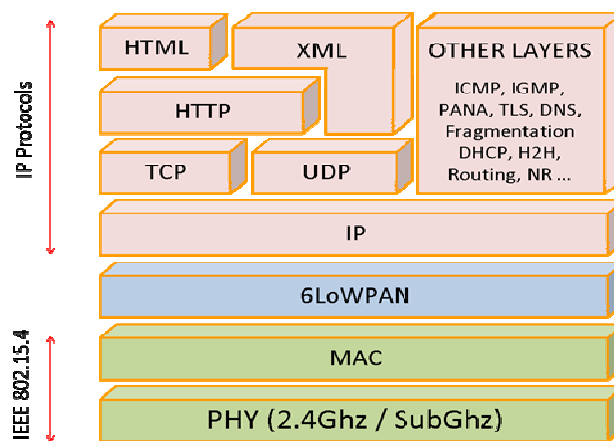 HTML
XML
OTHER LAYERS
ICMP, IGMP,
PANA, TLS, DNS,
Fragmentation
DHCP, H2H,
Routing, NR ...
HTTP
TCP
UDP
IP
6LoWPAN
MAC
PHY (2.4Ghz / SubGhz)
IP Protocols
IEEE 802.15.4